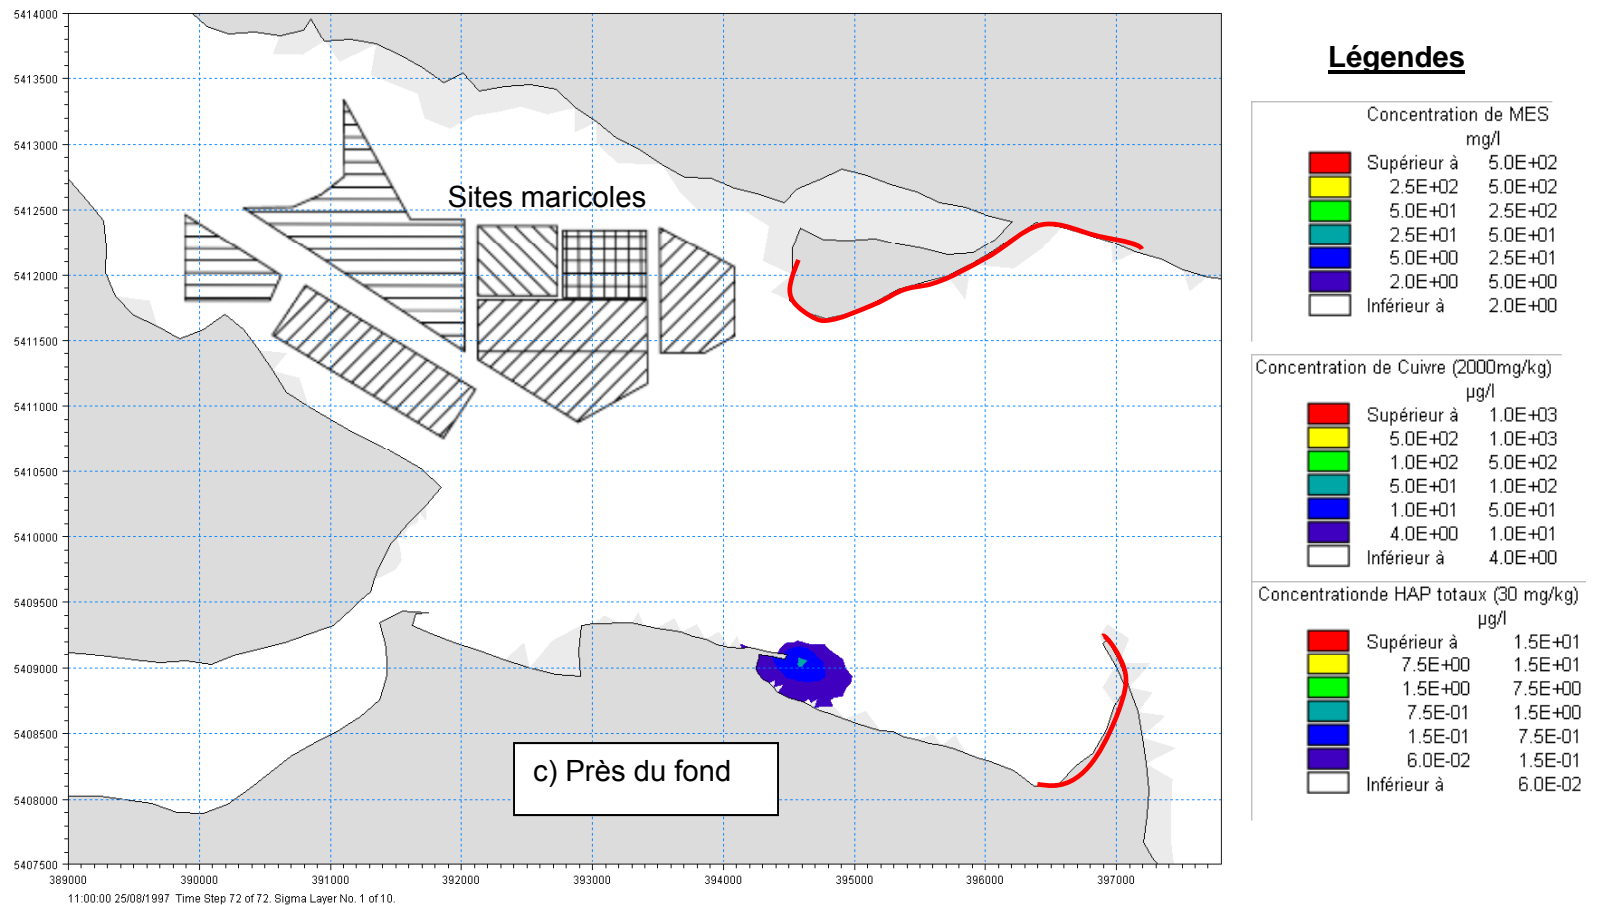 5414000
5413500
5413000
5412500
5412000
5411500
5411000
5410500
5410000
5409500
5409000
5408500
5408000
5407500
389000 390000 391000 392000 393000 394000 395000 396000 397000
11:00:00 25/08/1997 Time Step 72 of 72. Sigma Layer No. 1 of 10.
Sites maricoles
c) Près du fond
Légendes
Concentration de MES
mg/l
Supérieur à 5.0E+02
2.5E+02 5.0E+02
5.0E+01 2.5E+02
2.5E+01 5.0E+01
5.0E+00 2.5E+01
2.0E+00 5.0E+00
Inférieur à 2.0E+00
Concentration de Cuivre (2000mg/kg)
µg/l
Supérieur à 1.0E+03
5.0E+02 1.0E+03
1.0E+02 5.0E+02
5.0E+01 1.0E+02
1.0E+01 5.0E+01
4.0E+00 1.0E+01
Inférieur à 4.0E+00
Concentrationde HAP totaux (30 mg/kg)
µg/l
Supérieur à 1.5E+01
7.5E+00 1.5E+01
1.5E+00 7.5E+00
7.5E-01 1.5E+00
1.5E-01 7.5E-01
6.0E-02 1.5E-01
Inférieur à 6.0E-02